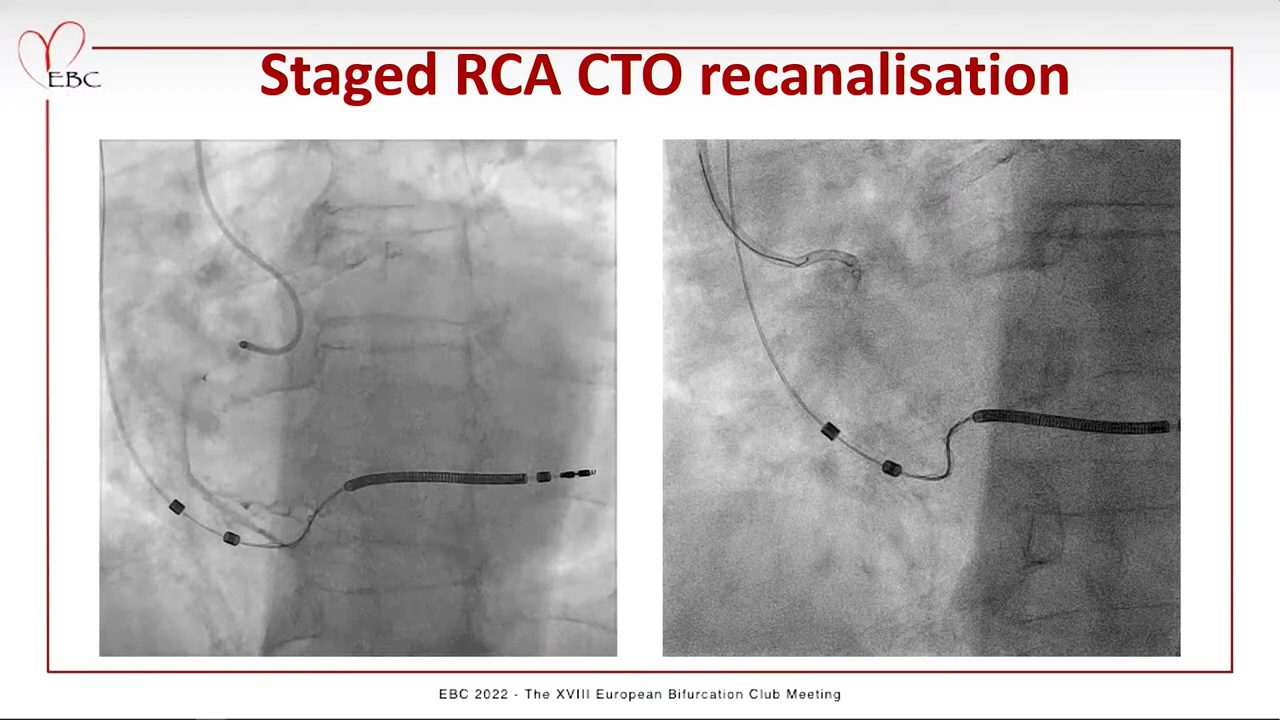 EBC
Staged RCA CTO recanalisation
EBC 2022 - The XVIII European Bifurcation Club Meeting